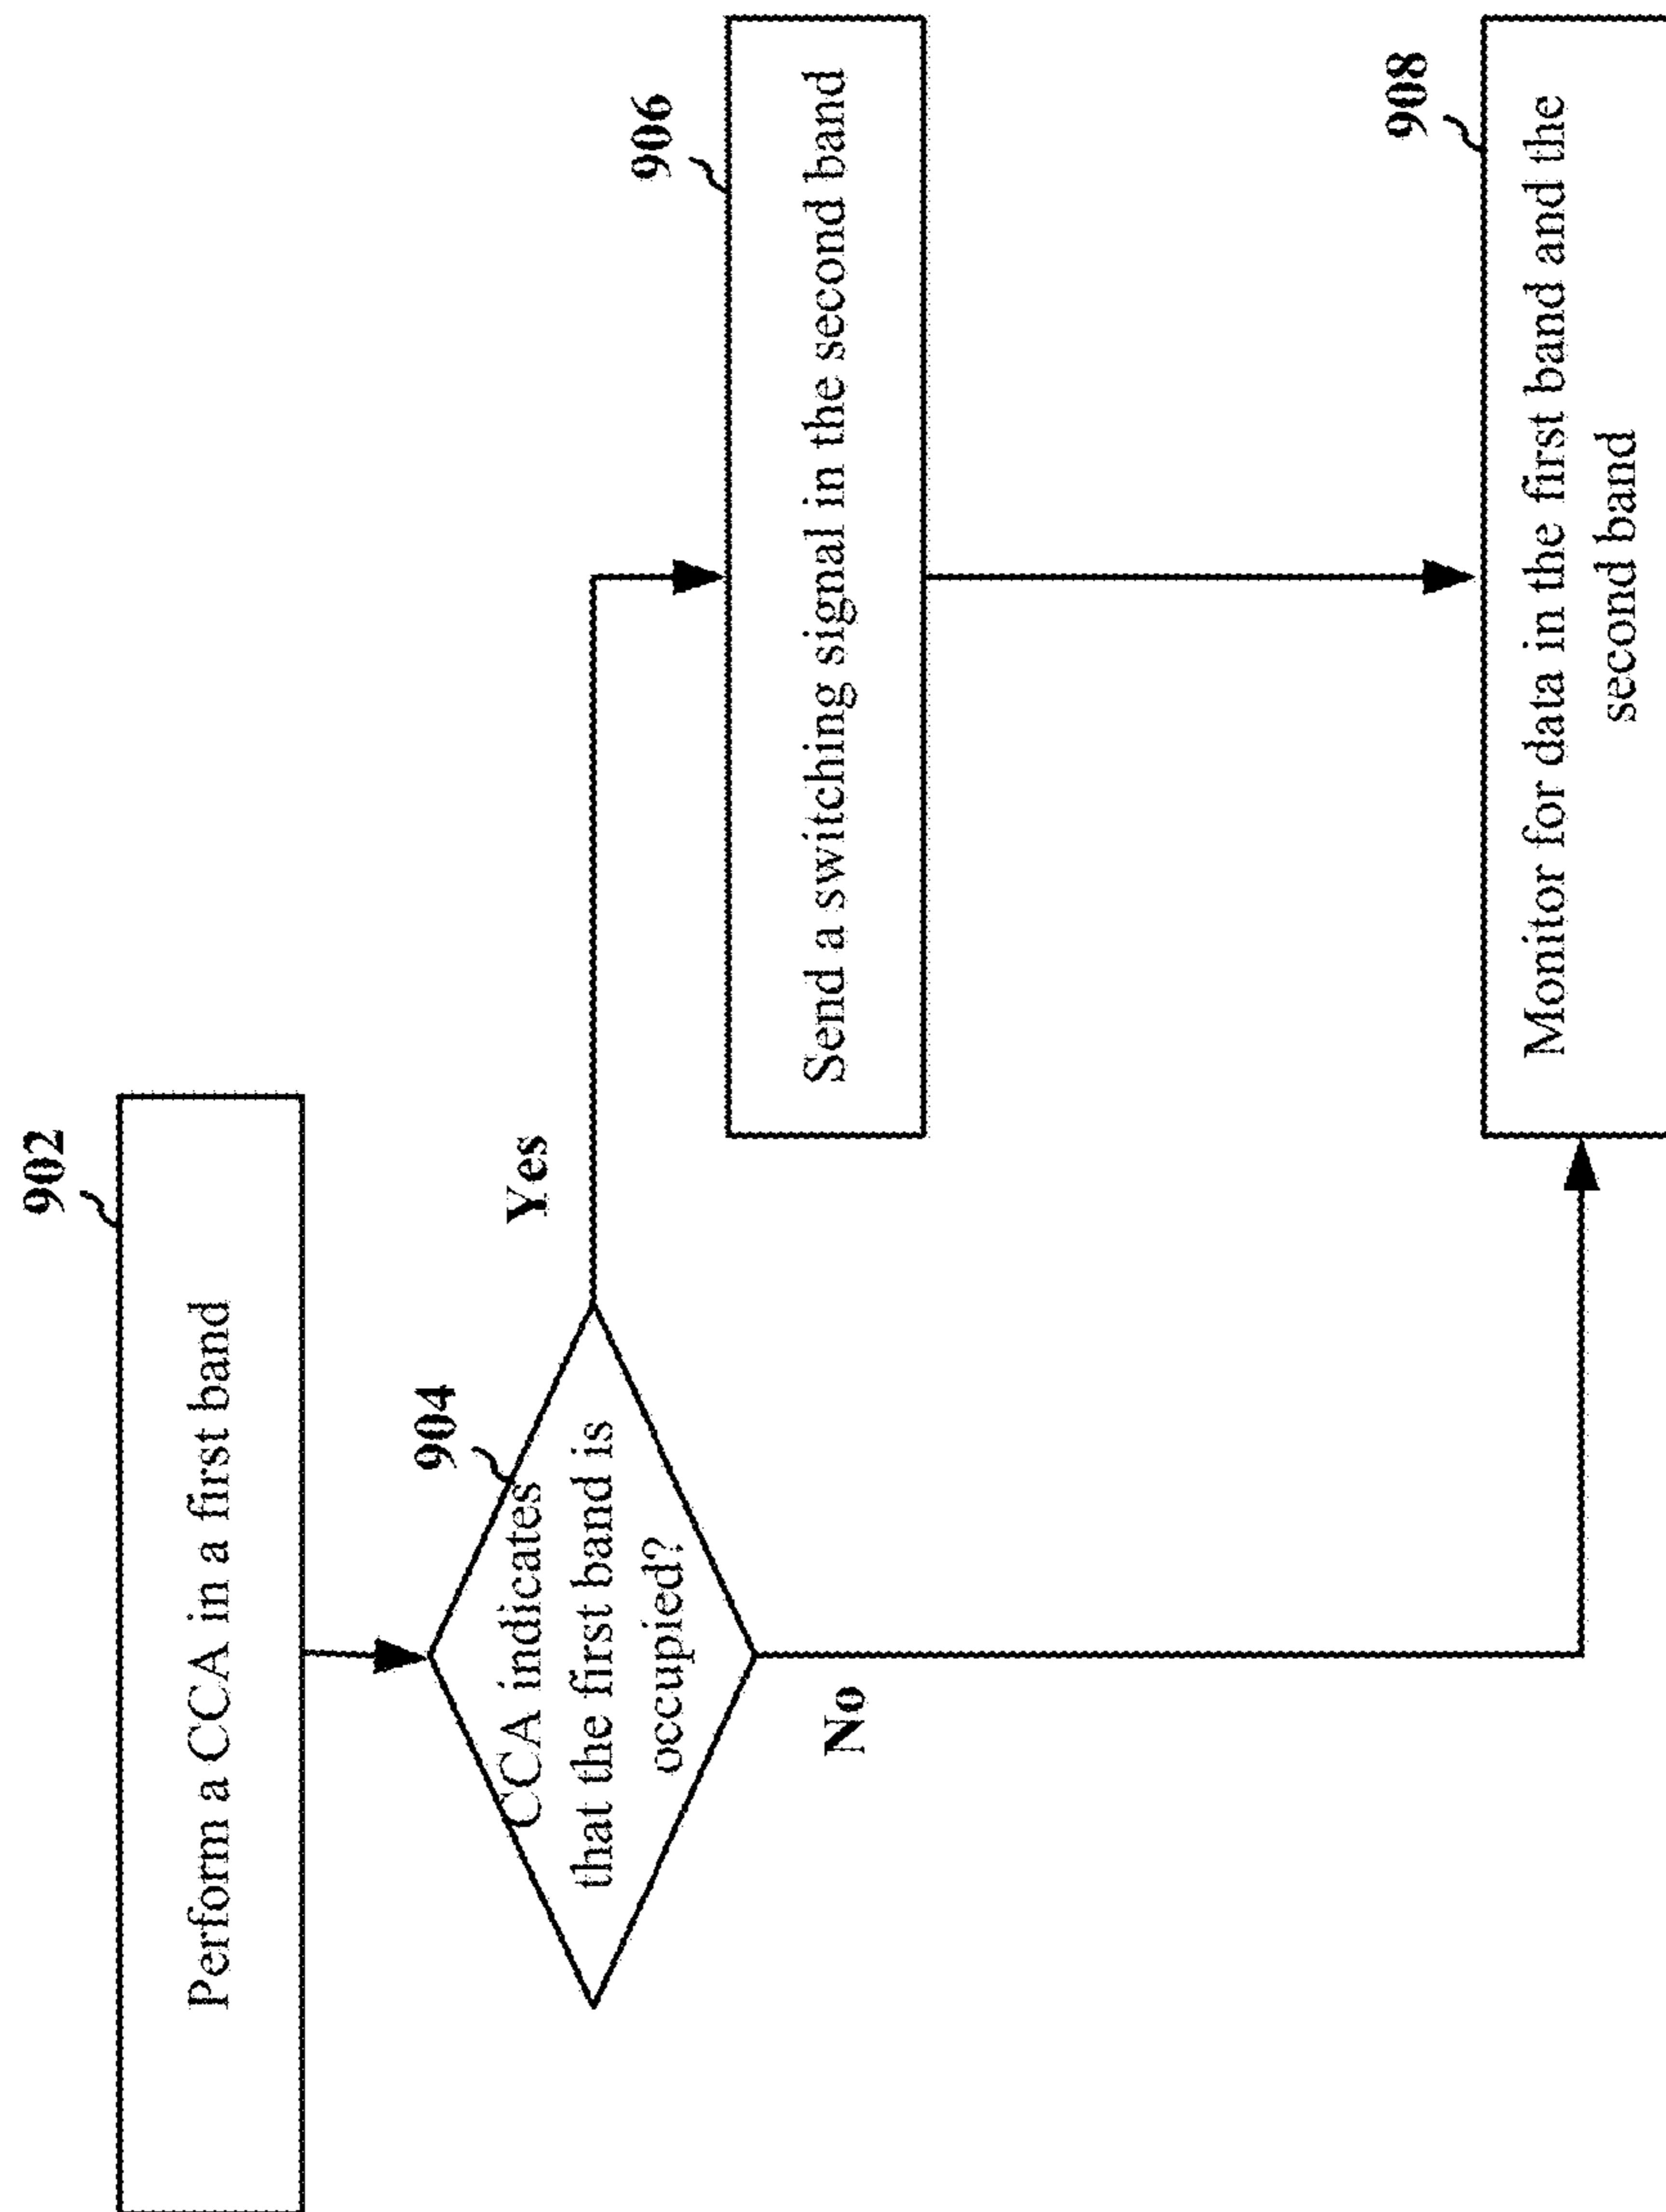 902
Perform a CCA in a first band
904
CCA indicates
that the first band is
occupied?
Yes
No
906
Send a switching signal in the second band
908
Monitor for data in the first band and the
second band